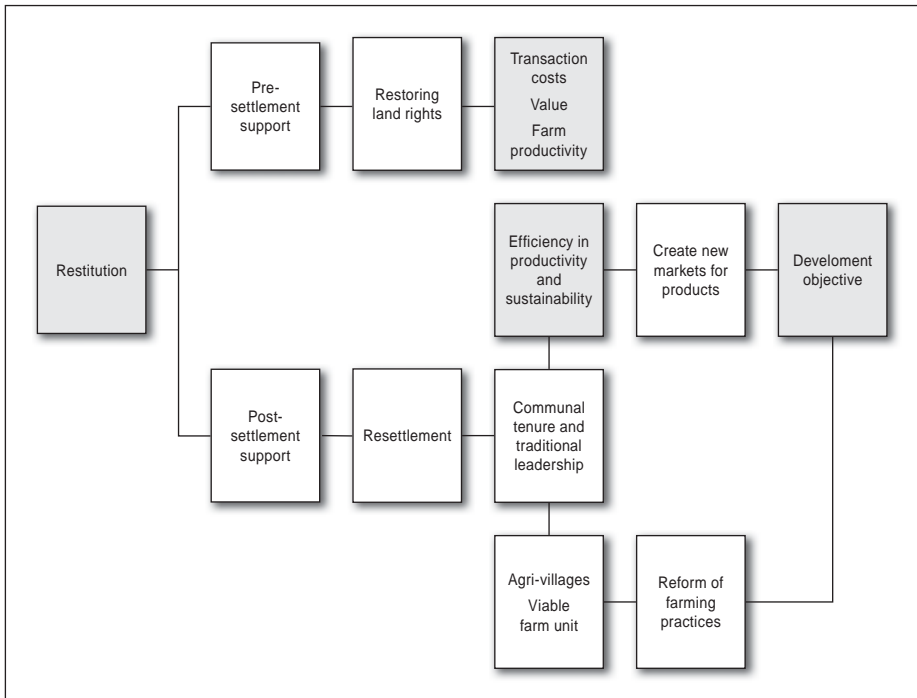 Pre-
settlement
support
Restoring
land rights
Transaction
costs
Value
Farm
productivity
Restitution
Efficiency in
productivity
and
sustainability
Create new
markets for
products
Develoment
objective
Post-
settlement
support
Resettlement
Communal
tenure and
traditional
leadership
Agri-villages
Viable
farm unit
Reform of
farming
practices